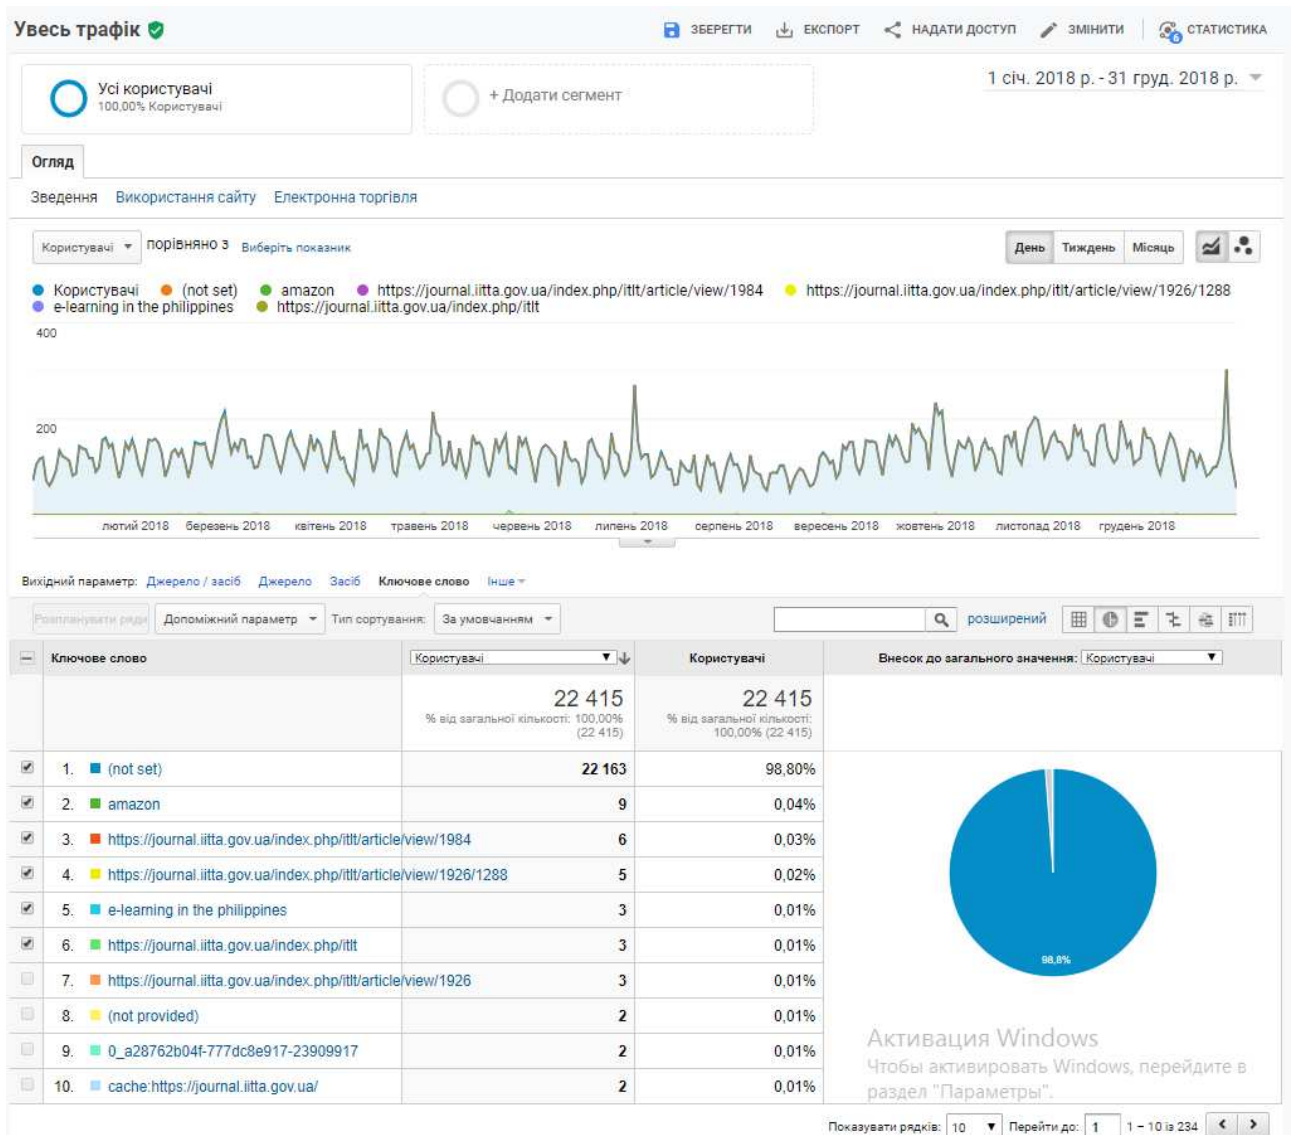 Увесь трафік
ЗБЕРЕГТИ ЕКСПОРТ НАДАТИ ДОСТУП ЗМІНИТИ 6 СТАТИСТИКА
Усі користувачі
100,00% Користувачі
+ Додати сегмент
1 січ. 2018 р. - 31 груд. 2018 р.
Огляд
Зведення Використання сайту Електронна торгівля
Користувачі порівняно з Виберіть показник
День Тиждень Місяць
Користувачі (not set) amazon https://journal.iitta.gov.ua/index.php/itlt/article/view/1984 https://journal.iitta.gov.ua/index.php/itlt/article/view/1926/1288
e-learning in the philippines https://journal.iitta.gov.ua/index.php/itlt
400
200
лютий 2018 березень 2018 квітень 2018 травень 2018 червень 2018 липень 2018 серпень 2018 вересень 2018 жовтень 2018 листопад 2018 грудень 2018
Вихідний параметр: Джерело / засіб Джерело Засіб Ключове слово Інше
Розпланувати ряди Допоміжний параметр Тип сортування: За умовчанням розширений
Ключове слово Користувачі Користувачі Внесок до загального значення: Користувачі
22 415 22 415
% від загальної кількості: 100,00% % від загальної кількості:
(22 415) 100,00% (22 415)
1. (not set) 22 163 98,80%
2. amazon 9 0,04%
3. https://journal.iitta.gov.ua/index.php/itlt/article/view/1984 6 0,03%
4. https://journal.iitta.gov.ua/index.php/itlt/article/view/1926/1288 5 0,02%
5. e-learning in the philippines 3 0,01%
6. https://journal.iitta.gov.ua/index.php/itlt 3 0,01%
7. https://journal.iitta.gov.ua/index.php/itlt/article/view/1926 3 0,01%
8. (not provided) 2 0,01%
9. 0_a28762b04f-777dc8e917-23909917 2 0,01%
10. cache:https://journal.iitta.gov.ua/ 2 0,01%
98,8%
Активация Windows
Чтобы активировать Windows, перейдите в
раздел "Параметры".
Показувати рядків: 10 Перейти до: 1 1 – 10 із 234